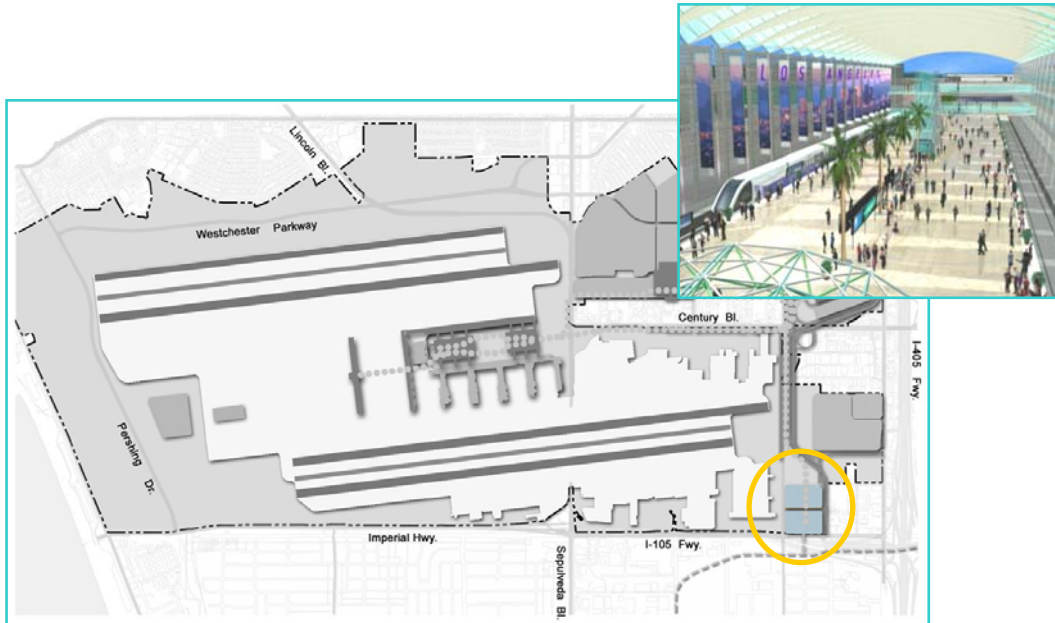 LOS ANGELES
Lincoln Bl.
Westchester Parkway
Century Bl.
I-405 Fwy.
Pershing Dr.
Imperial Hwy.
I-105 Fwy.
Sepulveda Bl.